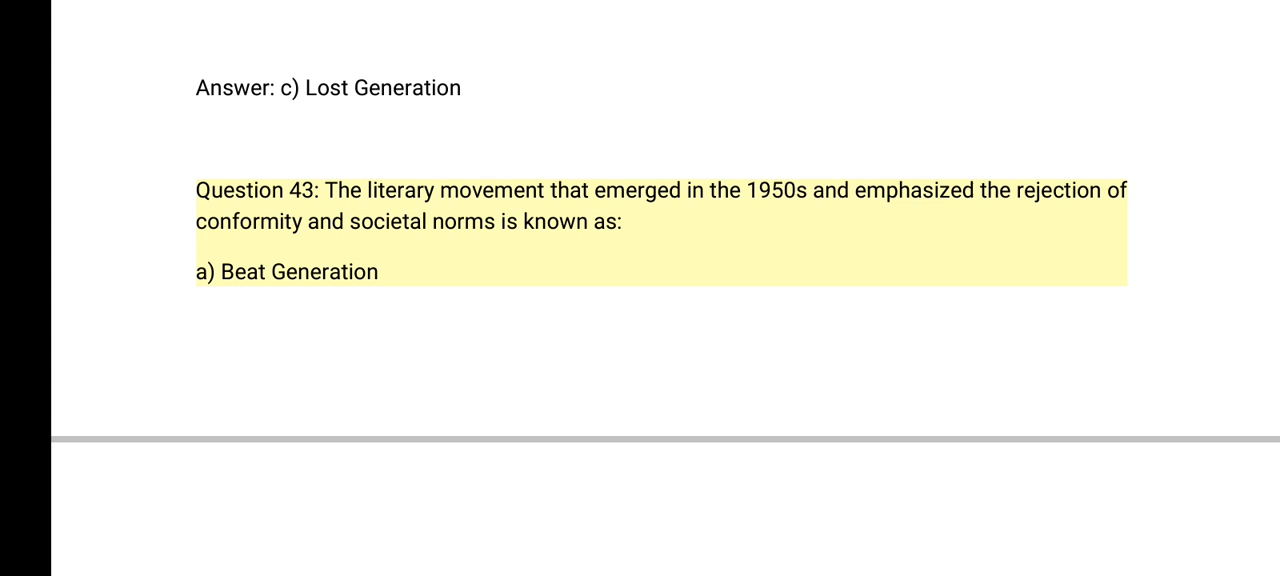 Answer: c) Lost Generation
Question 43: The literary movement that emerged in the 1950s and emphasized the rejection of
conformity and societal norms is known as:
a) Beat Generation